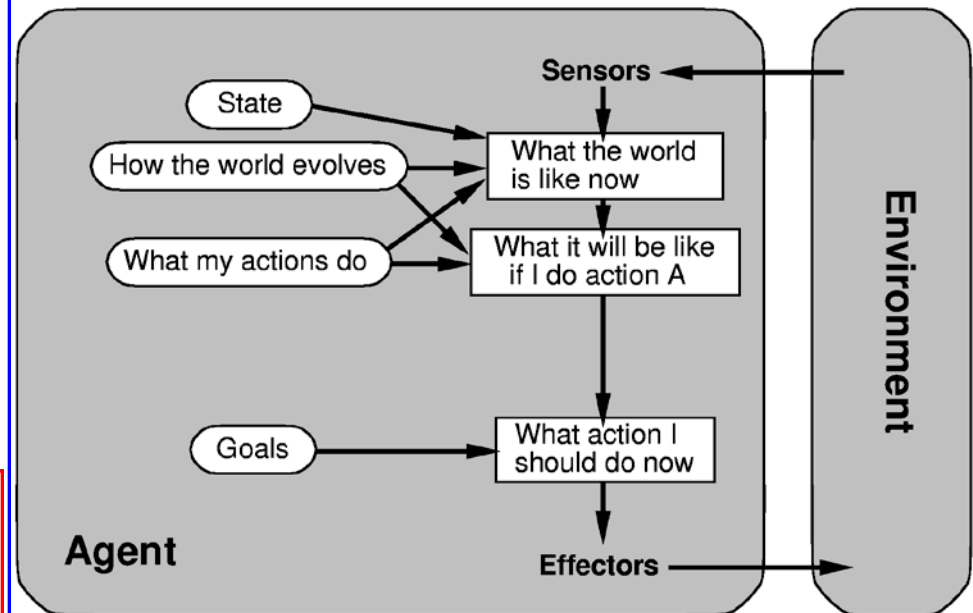 Sensors
State
What the world
is like now
How the world evolves
What it will be like
if I do action A
What my actions do
Environment
Goals
What action I
should do now
Agent
Effectors